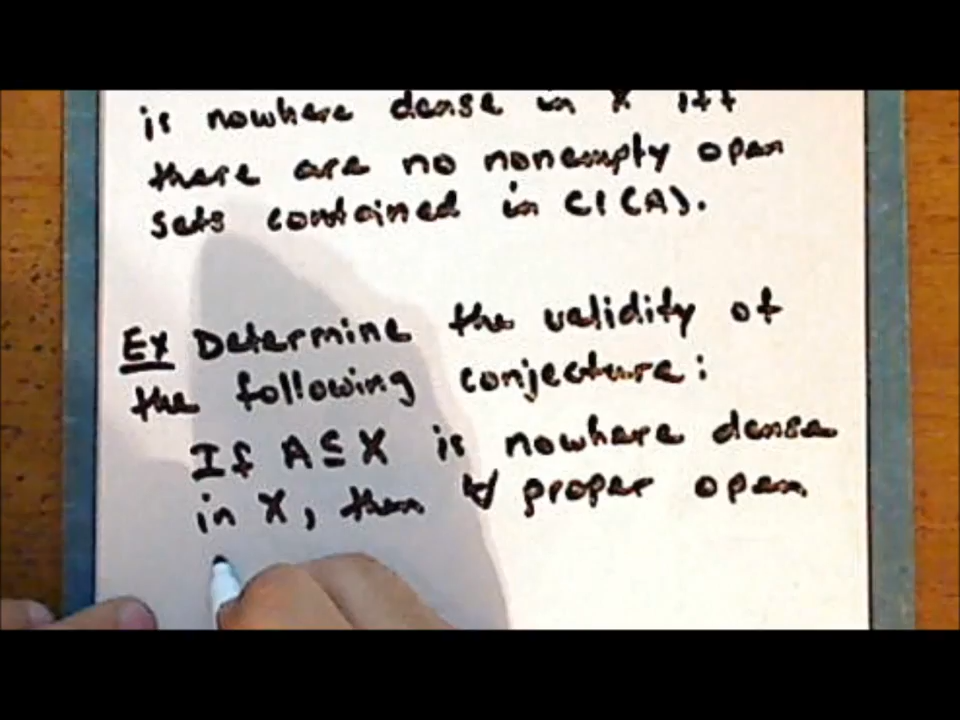 is nowhere dense in X iff
there are no nonempty open
sets contained in Cl(A).
Ex Determine the validity of
the following conjecture:
If A⊆X is nowhere dense
in X, then ∀ proper open